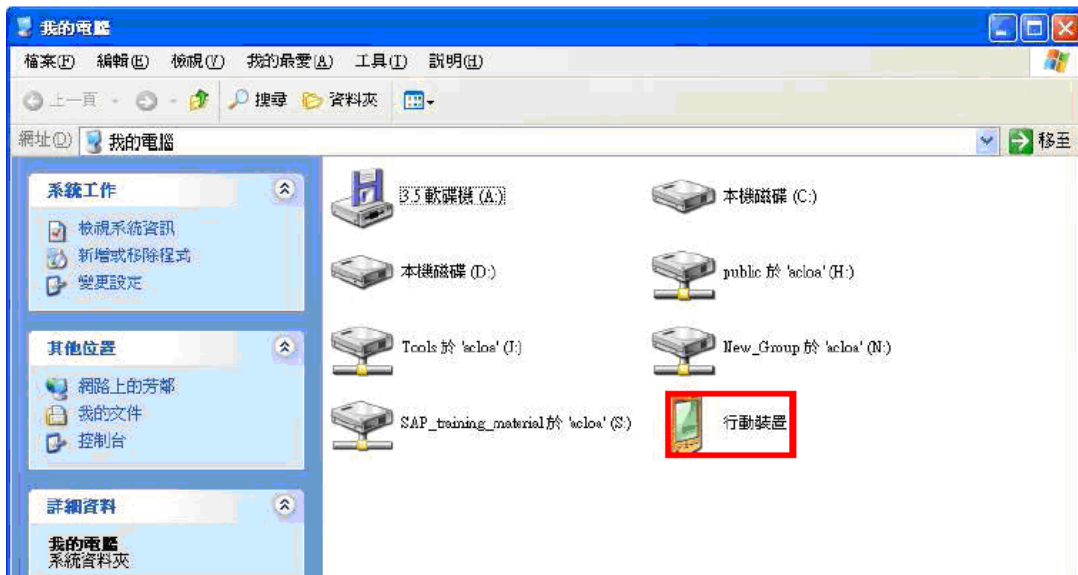 我的電腦
檔案(F) 編輯(E) 檢視(V) 我的最愛(A) 工具(T) 說明(H)
上一頁 搜尋 資料夾
網址(D) 我的電腦 移至
系統工作
檢視系統資訊
新增或移除程式
變更設定
其他位置
網路上的芳鄰
我的文件
控制台
詳細資料
我的電腦
系統資料夾
3.5 軟碟機 (A:) 本機磁碟 (C:)
本機磁碟 (D:) public 於 'acloa' (H:)
Tools 於 'acloa' (J:) New_Group 於 'acloa' (N:)
SAP_training_material 於 'acloa' (S:) 行動裝置